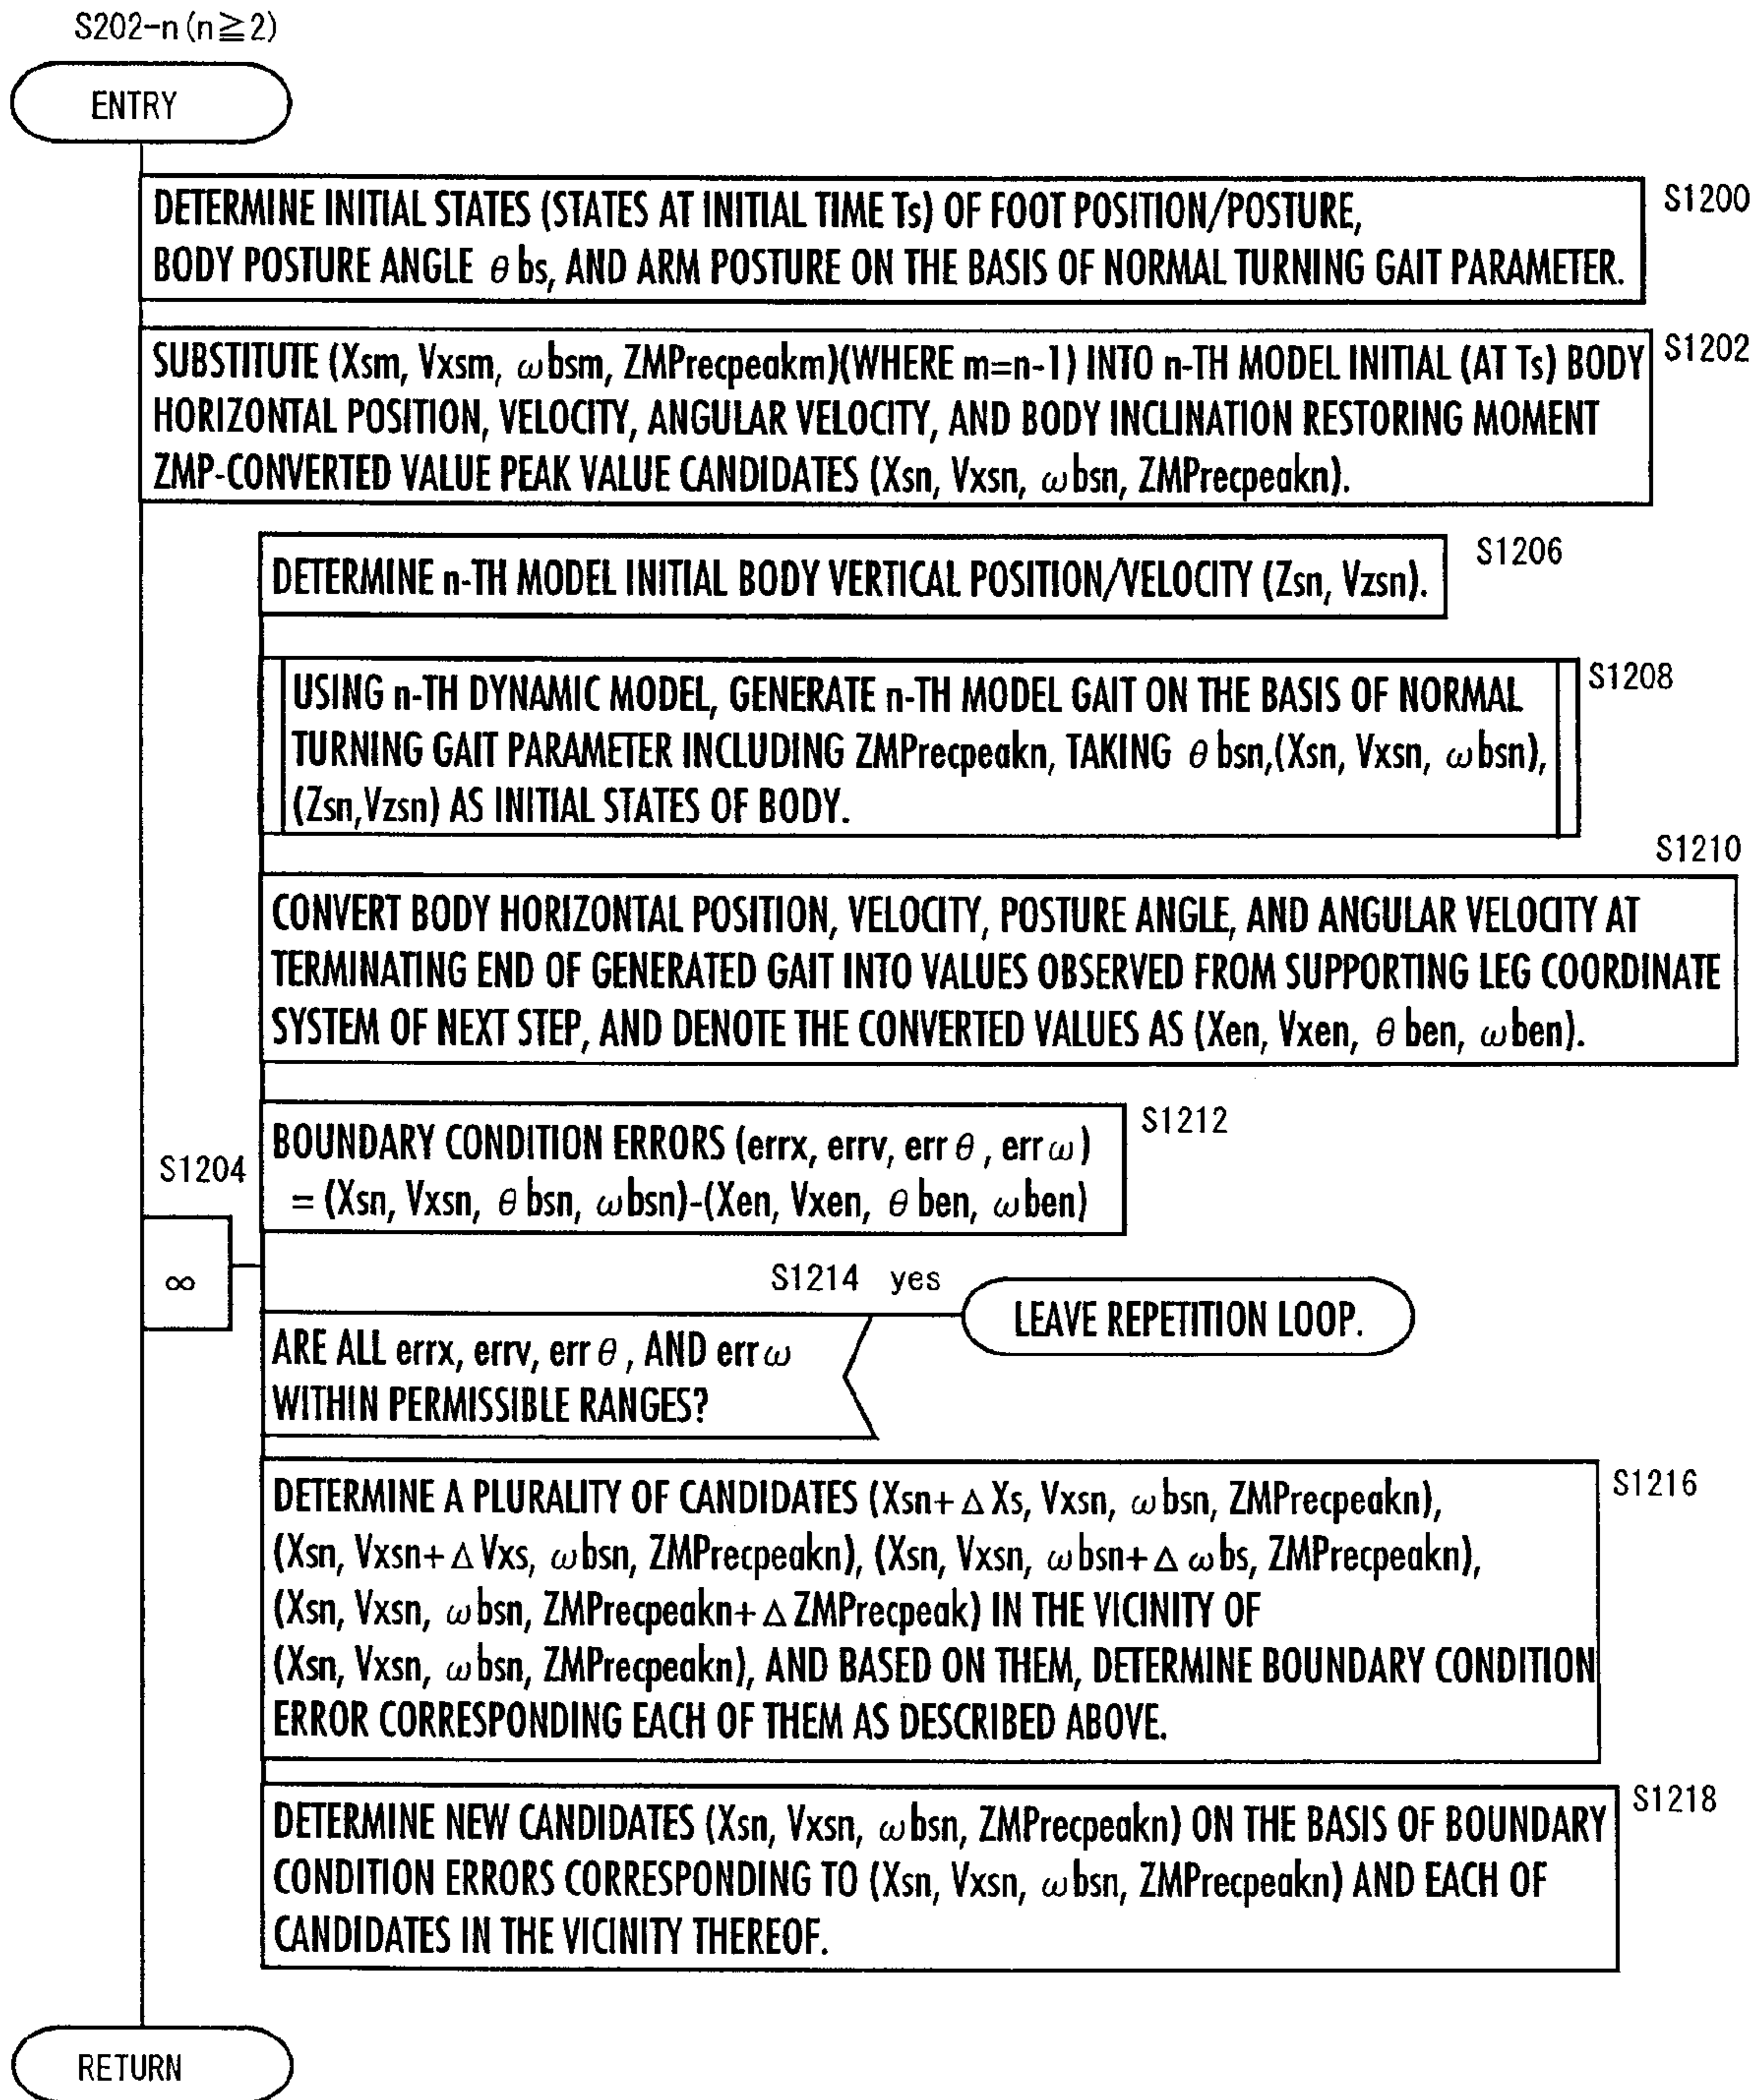 S202-n(n≧2)
ENTRY
DETERMINE INITIAL STATES (STATES AT INITIAL TIME Ts) OF FOOT POSITION/POSTURE,
BODY POSTURE ANGLE θbs, AND ARM POSTURE ON THE BASIS OF NORMAL TURNING GAIT PARAMETER.
S1200
SUBSTITUTE (Xsm, Vxsm, ωbsm, ZMPrecpeakm)(WHERE m=n-1) INTO n-TH MODEL INITIAL (AT Ts) BODY
HORIZONTAL POSITION, VELOCITY, ANGULAR VELOCITY, AND BODY INCLINATION RESTORING MOMENT
ZMP-CONVERTED VALUE PEAK VALUE CANDIDATES (Xsn, Vxsn, ωbsn, ZMPrecpeakn).
S1202
DETERMINE n-TH MODEL INITIAL BODY VERTICAL POSITION/VELOCITY (Zsn, Vzsn).
S1206
USING n-TH DYNAMIC MODEL, GENERATE n-TH MODEL GAIT ON THE BASIS OF NORMAL
TURNING GAIT PARAMETER INCLUDING ZMPrecpeakn, TAKING θbsn,(Xsn, Vxsn, ωbsn),
(Zsn,Vzsn) AS INITIAL STATES OF BODY.
S1208
S1210
CONVERT BODY HORIZONTAL POSITION, VELOCITY, POSTURE ANGLE, AND ANGULAR VELOCITY AT
TERMINATING END OF GENERATED GAIT INTO VALUES OBSERVED FROM SUPPORTING LEG COORDINATE
SYSTEM OF NEXT STEP, AND DENOTE THE CONVERTED VALUES AS (Xen, Vxen, θben, ωben).
S1204
∞
BOUNDARY CONDITION ERRORS (errx, errv, errθ, errω)
= (Xsn, Vxsn, θbsn, ωbsn)-(Xen, Vxen, θben, ωben)
S1212
S1214 yes
LEAVE REPETITION LOOP.
ARE ALL errx, errv, errθ, AND errω
WITHIN PERMISSIBLE RANGES?
DETERMINE A PLURALITY OF CANDIDATES (Xsn+ΔXs, Vxsn, ωbsn, ZMPrecpeakn),
(Xsn, Vxsn+ΔVxs, ωbsn, ZMPrecpeakn), (Xsn, Vxsn, ωbsn+Δωbs, ZMPrecpeakn),
(Xsn, Vxsn, ωbsn, ZMPrecpeakn+ΔZMPrecpeak) IN THE VICINITY OF
(Xsn, Vxsn, ωbsn, ZMPrecpeakn), AND BASED ON THEM, DETERMINE BOUNDARY CONDITION
ERROR CORRESPONDING EACH OF THEM AS DESCRIBED ABOVE.
S1216
DETERMINE NEW CANDIDATES (Xsn, Vxsn, ωbsn, ZMPrecpeakn) ON THE BASIS OF BOUNDARY
CONDITION ERRORS CORRESPONDING TO (Xsn, Vxsn, ωbsn, ZMPrecpeakn) AND EACH OF
CANDIDATES IN THE VICINITY THEREOF.
S1218
RETURN